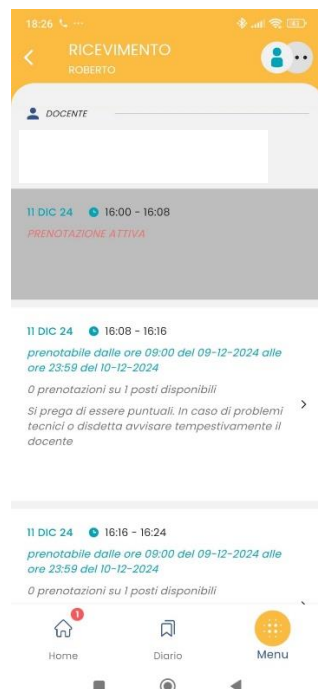 18:26
RICEVIMENTO
ROBERTO
DOCENTE
11 DIC 24 16:00 - 16:08
PRENOTAZIONE ATTIVA
11 DIC 24 16:08 - 16:16
prenotabile dalle ore 09:00 del 09-12-2024 alle
ore 23:59 del 10-12-2024
0 prenotazioni su 1 posti disponibili
Si prega di essere puntuali. In caso di problemi
tecnici o disdetta avvisare tempestivamente il
docente
11 DIC 24 16:16 - 16:24
prenotabile dalle ore 09:00 del 09-12-2024 alle
ore 23:59 del 10-12-2024
0 prenotazioni su 1 posti disponibili
1
Home Diario Menu